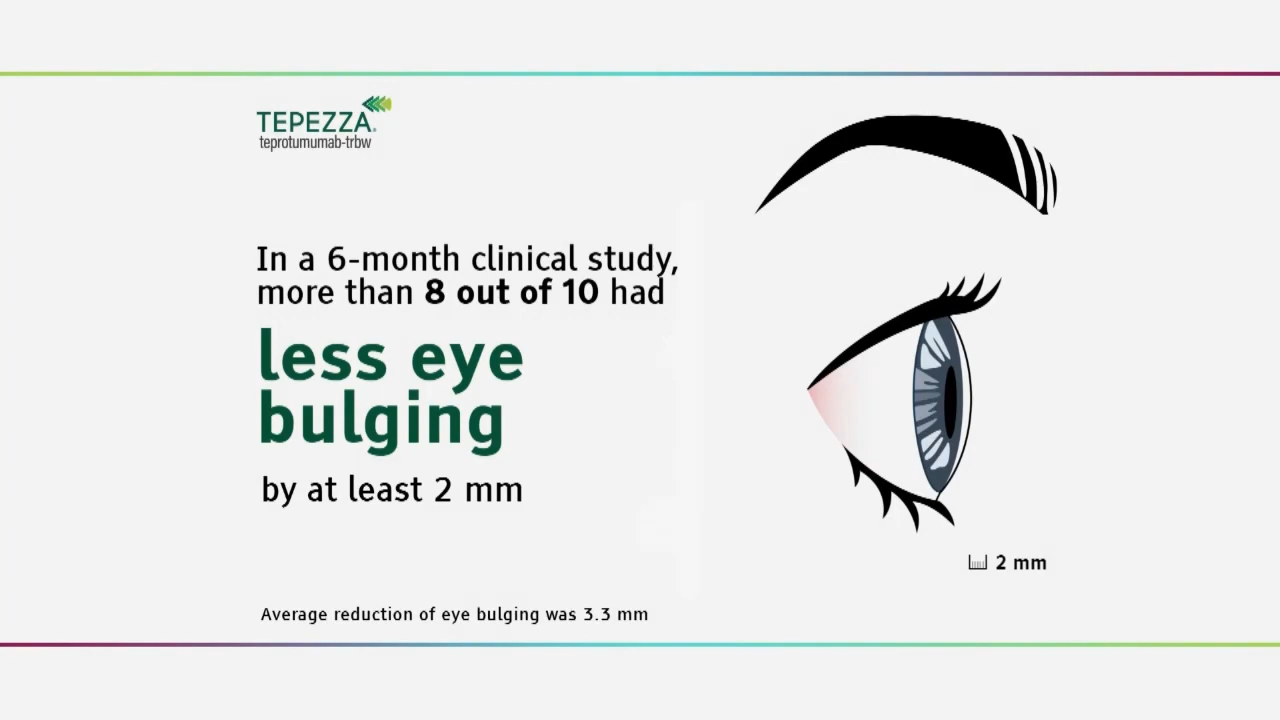 TEPEZZA®
teprotumumab-trbw
In a 6-month clinical study,
more than 8 out of 10 had
less eye
bulging
by at least 2 mm
2 mm
Average reduction of eye bulging was 3.3 mm